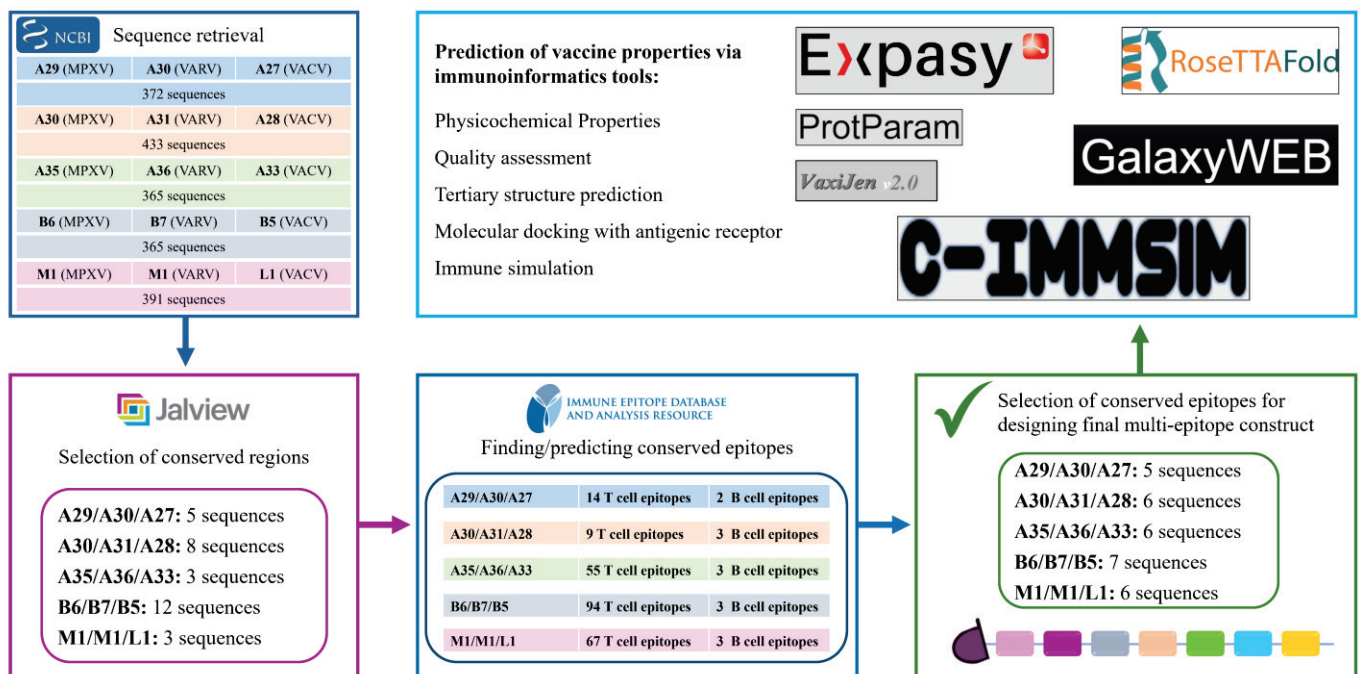 NCBI Sequence retrieval
A29 (MPXV) A30 (VARV) A27 (VACV)
372 sequences
A30 (MPXV) A31 (VARV) A28 (VACV)
433 sequences
A35 (MPXV) A36 (VARV) A33 (VACV)
365 sequences
B6 (MPXV) B7 (VARV) B5 (VACV)
365 sequences
M1 (MPXV) M1 (VARV) L1 (VACV)
391 sequences
Prediction of vaccine properties via
immunoinformatics tools:
Physicochemical Properties
Quality assessment
Tertiary structure prediction
Molecular docking with antigenic receptor
Immune simulation
Expasy
RoseTTAFold
ProtParam
GalaxyWEB
VaxiJen v2.0
C-IMMSIM
Jalview
Selection of conserved regions
A29/A30/A27: 5 sequences
A30/A31/A28: 8 sequences
A35/A36/A33: 3 sequences
B6/B7/B5: 12 sequences
M1/M1/L1: 3 sequences
IMMUNE EPITOPE DATABASE
AND ANALYSIS RESOURCE
Finding/predicting conserved epitopes
A29/A30/A27 14 T cell epitopes 2 B cell epitopes
A30/A31/A28 9 T cell epitopes 3 B cell epitopes
A35/A36/A33 55 T cell epitopes 3 B cell epitopes
B6/B7/B5 94 T cell epitopes 3 B cell epitopes
M1/M1/L1 67 T cell epitopes 3 B cell epitopes
Selection of conserved epitopes for
designing final multi-epitope construct
A29/A30/A27: 5 sequences
A30/A31/A28: 6 sequences
A35/A36/A33: 6 sequences
B6/B7/B5: 7 sequences
M1/M1/L1: 6 sequences